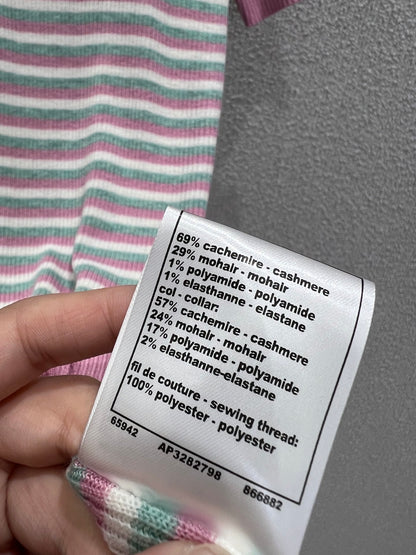 69% cachemire - cashmere
29% mohair - mohair
1% polyamide - polyamide
1% elasthanne - elastane
col - collar:
57% cachemire - cashmere
24% mohair - mohair
17% polyamide - polyamide
2% elasthanne-elastane
fil de couture - sewing thread:
100% polyester - polyester
65942 AP3282798 866882